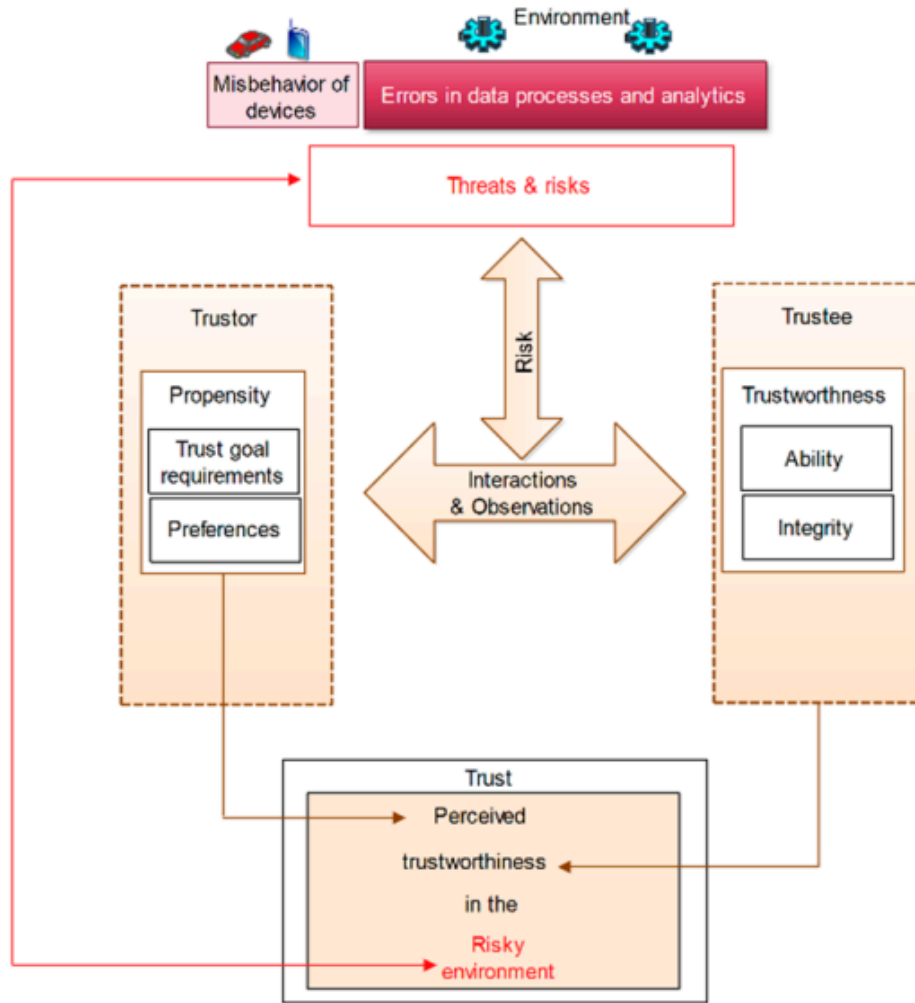 Environment
Misbehavior of
devices
Errors in data processes and analytics
Threats & risks
Risk
Trustor
Propensity
Trust goal
requirements
Preferences
Interactions
& Observations
Trustee
Trustworthness
Ability
Integrity
Trust
Perceived
trustworthiness
in the
Risky
environment